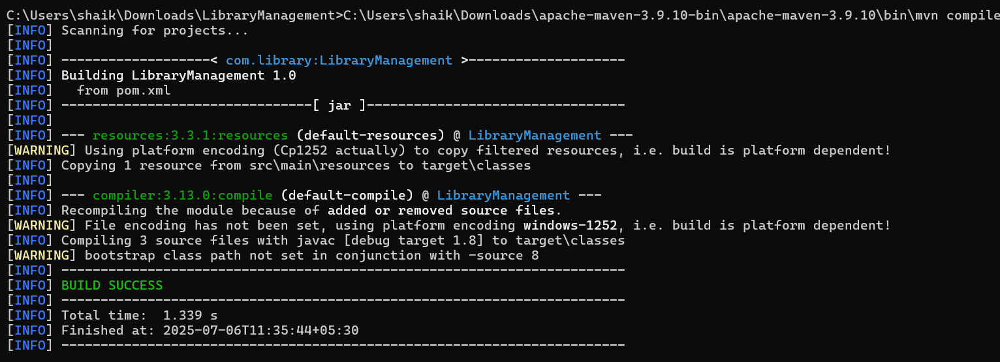 C:\Users\shaik\Downloads\LibraryManagement>C:\Users\shaik\Downloads\apache-maven-3.9.10-bin\apache-maven-3.9.10\bin\mvn compile
[INFO] Scanning for projects...
[INFO]
[INFO] -------------------< com.library:LibraryManagement >--------------------
[INFO] Building LibraryManagement 1.0
[INFO]   from pom.xml
[INFO] --------------------------------[ jar ]---------------------------------
[INFO]
[INFO] --- resources:3.3.1:resources (default-resources) @ LibraryManagement ---
[WARNING] Using platform encoding (Cp1252 actually) to copy filtered resources, i.e. build is platform dependent!
[INFO] Copying 1 resource from src\main\resources to target\classes
[INFO]
[INFO] --- compiler:3.13.0:compile (default-compile) @ LibraryManagement ---
[INFO] Recompiling the module because of added or removed source files.
[WARNING] File encoding has not been set, using platform encoding windows-1252, i.e. build is platform dependent!
[INFO] Compiling 3 source files with javac [debug target 1.8] to target\classes
[WARNING] bootstrap class path not set in conjunction with -source 8
[INFO] ------------------------------------------------------------------------
[INFO] BUILD SUCCESS
[INFO] ------------------------------------------------------------------------
[INFO] Total time:  1.339 s
[INFO] Finished at: 2025-07-06T11:35:44+05:30
[INFO] ------------------------------------------------------------------------